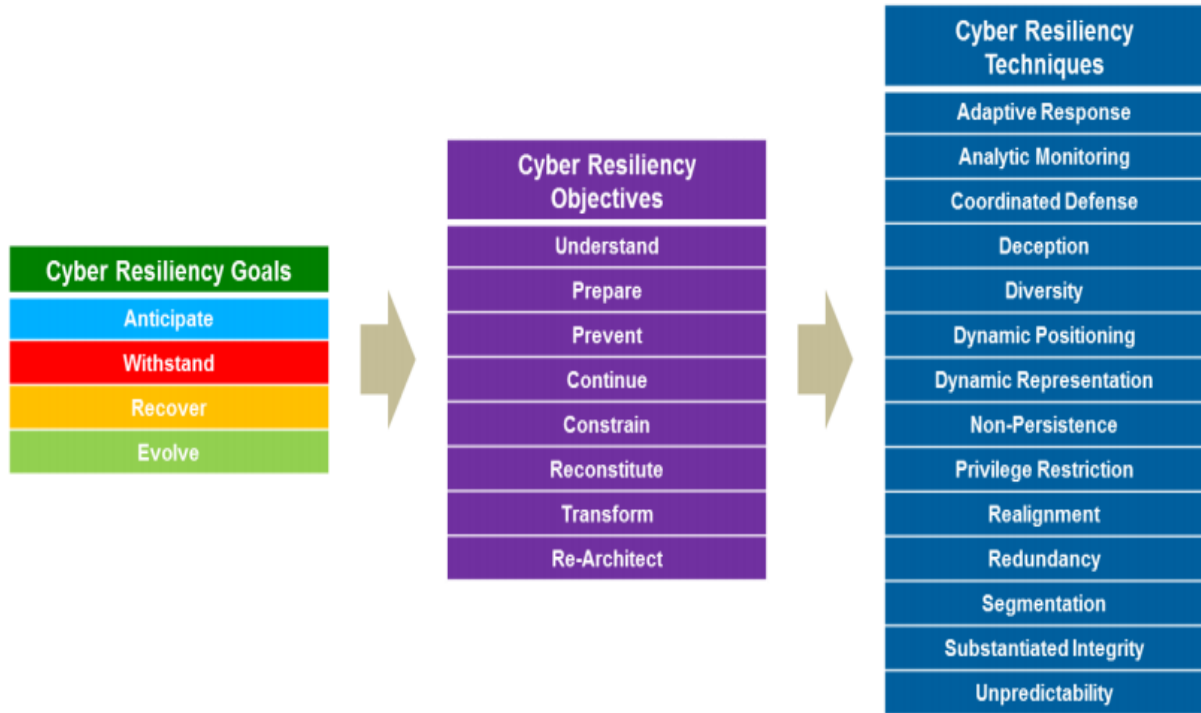 Cyber Resiliency Goals
Anticipate
Withstand
Recover
Evolve
Cyber Resiliency
Objectives
Understand
Prepare
Prevent
Continue
Constrain
Reconstitute
Transform
Re-Architect
Cyber Resiliency
Techniques
Adaptive Response
Analytic Monitoring
Coordinated Defense
Deception
Diversity
Dynamic Positioning
Dynamic Representation
Non-Persistence
Privilege Restriction
Realignment
Redundancy
Segmentation
Substantiated Integrity
Unpredictability